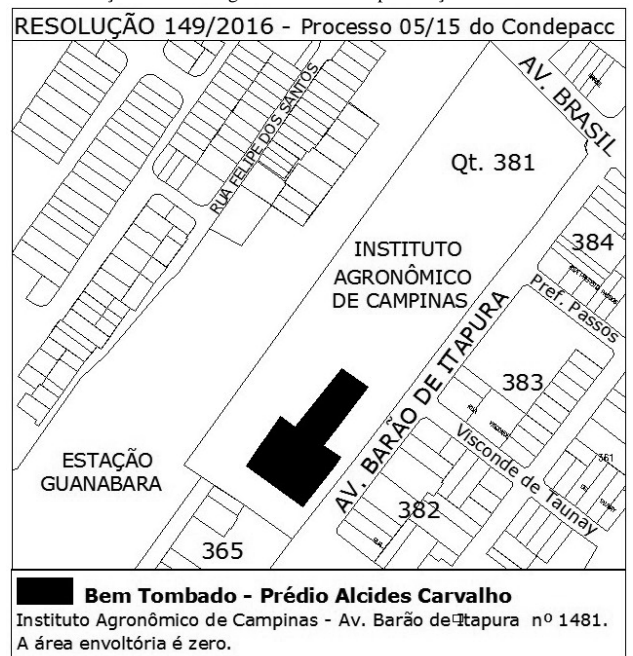 RESOLUÇÃO 149/2016 - Processo 05/15 do Condepacc
AV. BRASIL
RUA FELIPE DOS SANTOS
Qt. 381
384
INSTITUTO
AGRONÔMICO
DE CAMPINAS
Pref. Passos
AV. BARÃO DE ITAPURA
383
Visconde de Taunay
361
ESTAÇÃO
GUANABARA
382
365
Bem Tombado - Prédio Alcides Carvalho
Instituto Agronômico de Campinas - Av. Barão de Itapura nº 1481.
A área envoltória é zero.